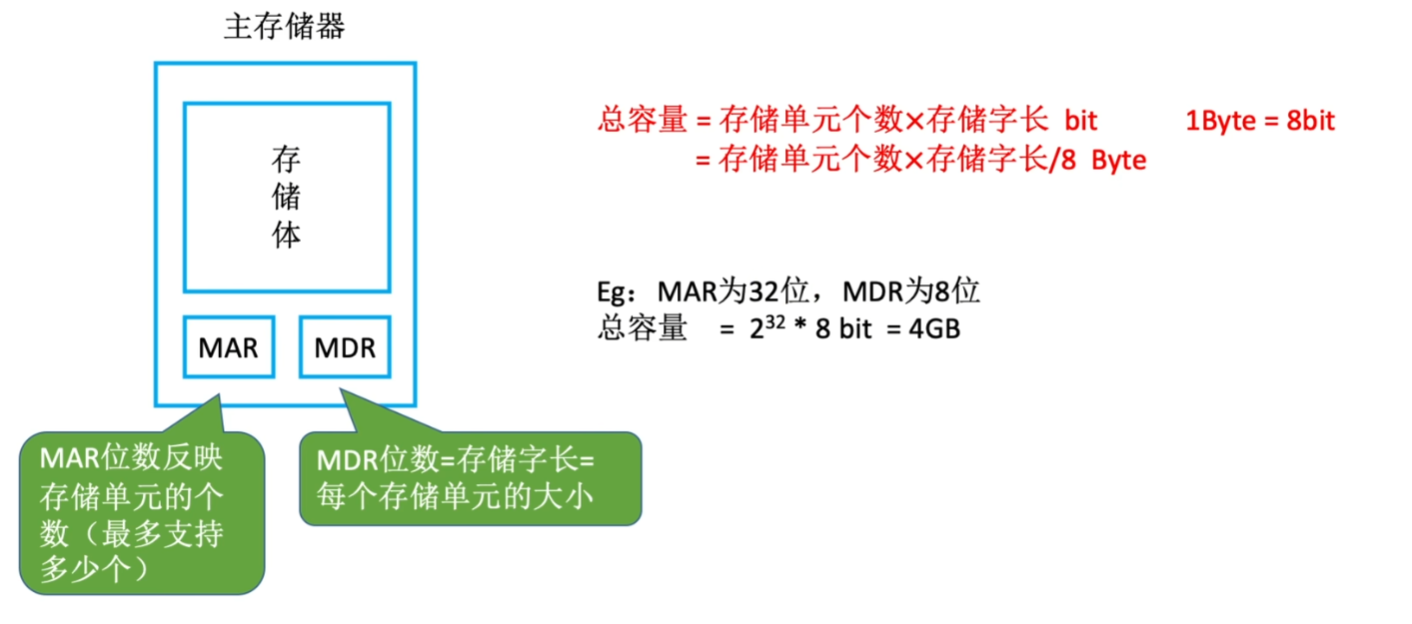 主存储器
存
储
体
MAR
MDR
MAR位数反映
存储单元的个
数（最多支持
多少个）
MDR位数=存储字长=
每个存储单元的大小
总容量 = 存储单元个数×存储字长 bit 1Byte = 8bit
= 存储单元个数×存储字长/8 Byte
Eg：MAR为32位，MDR为8位
总容量 = 2³² * 8 bit = 4GB